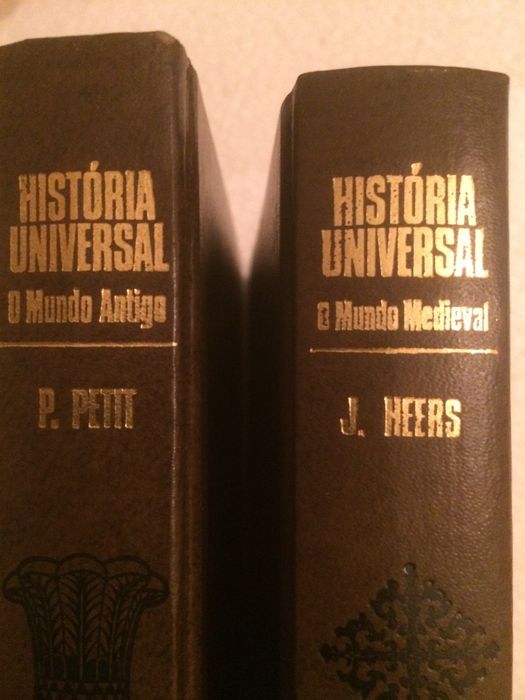 HISTÓRIA
UNIVERSAL
O Mundo Antigo
P. PETIT
HISTÓRIA
UNIVERSAL
O Mundo Medieval
J. HEERS